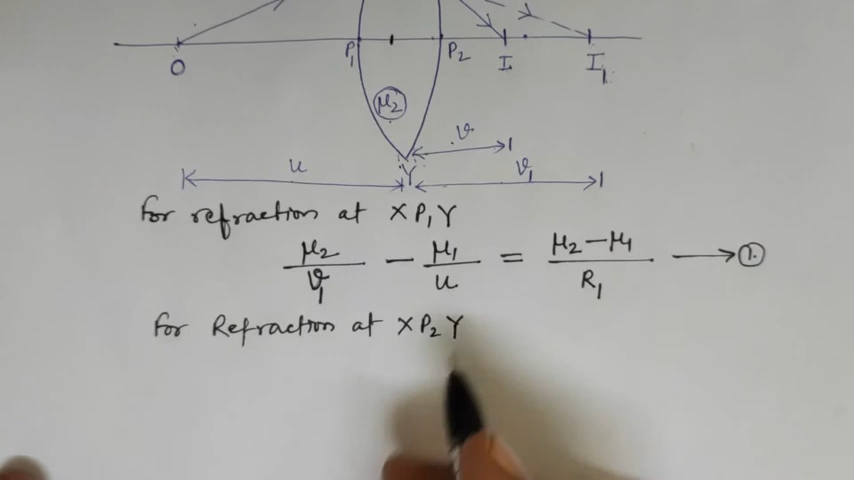 O P₁ P₂ I I₁
μ₂
v
Y
u v₁
For refraction at XP₁Y
μ₂/v₁ − μ₁/u = (μ₂−μ₁)/R₁ → ①
For Refraction at XP₂Y